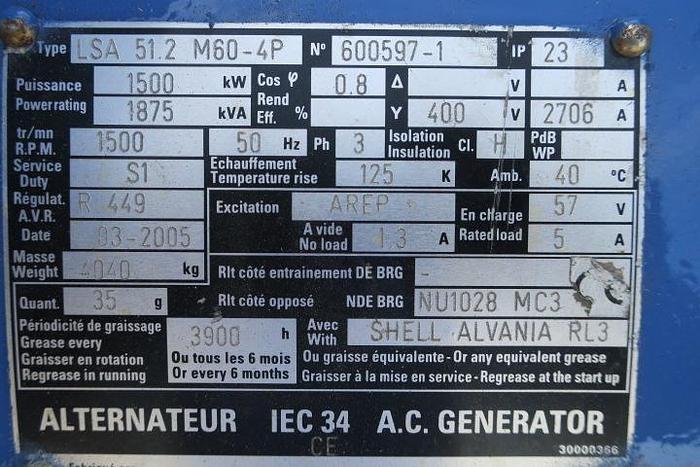 Type LSA 51.2 M60-4P N° 600597-1 IP 23
Puissance 1500 kW Cos φ 0.8 Δ V A
Powerrating 1875 kVA Rend Eff. % Y 400 V 2706 A
tr/mn R.P.M. 1500 50 Hz Ph 3 Isolation Insulation Cl. H PdB WP
Service Duty S1 Echauffement Temperature rise 125 K Amb. 40 °C
Régulat. A.V.R. R 449 Excitation AREP En charge 57 V
Date 03-2005 A vide No load 1.3 A Rated load 5 A
Masse Weight 4040 kg Rlt côté entrainement DE BRG -
Quant. 35 g Rlt côté opposé NDE BRG NU1028 MC3
Périodicité de graissage
Grease every 3900 h Avec With SHELL ALVANIA RL3
Graisser en rotation Ou tous les 6 mois Ou graisse équivalente - Or any equivalent grease
Regrease in running Or every 6 months Graisser à la mise en service - Regrease at the start up
ALTERNATEUR IEC 34 A.C. GENERATOR
CE 30000366